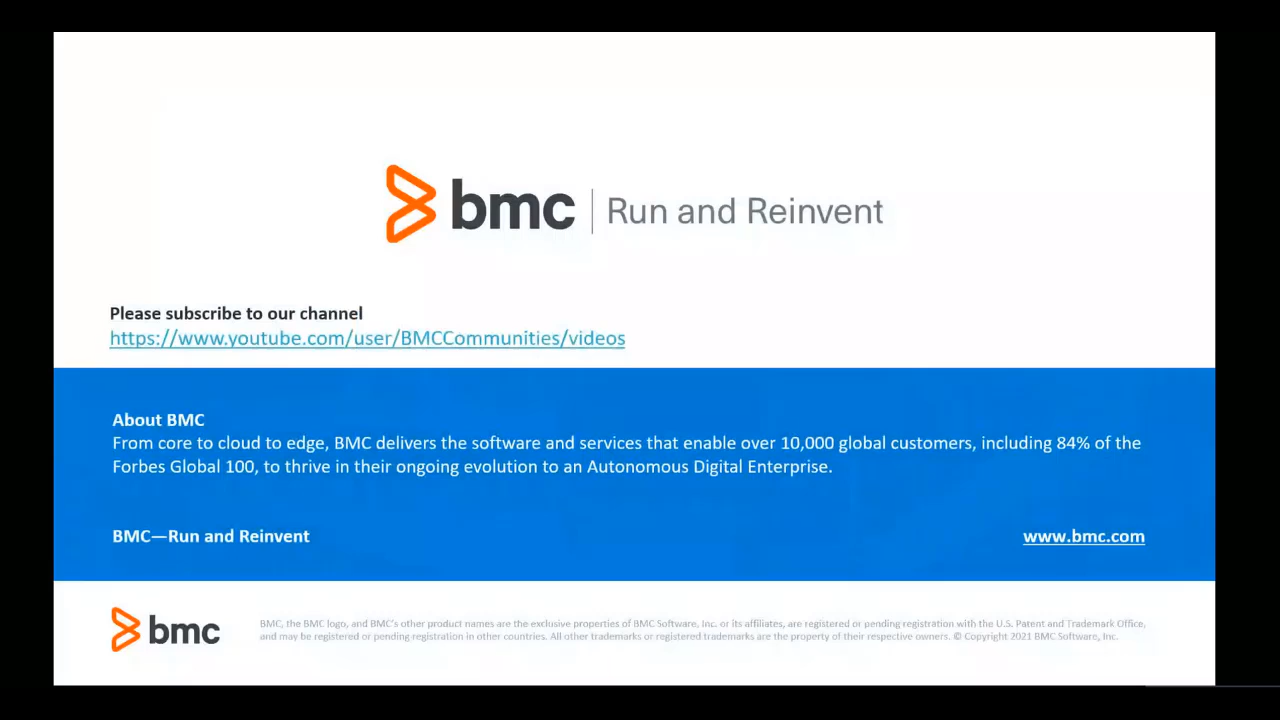 bmc | Run and Reinvent
Please subscribe to our channel
https://www.youtube.com/user/BMCCommunities/videos
About BMC
From core to cloud to edge, BMC delivers the software and services that enable over 10,000 global customers, including 84% of the
Forbes Global 100, to thrive in their ongoing evolution to an Autonomous Digital Enterprise.
BMC—Run and Reinvent
www.bmc.com
bmc
BMC, the BMC logo, and BMC's other product names are the exclusive properties of BMC Software, Inc. or its affiliates, are registered or pending registration with the U.S. Patent and Trademark Office,
and may be registered or pending registration in other countries. All other trademarks or registered trademarks are the property of their respective owners. © Copyright 2021 BMC Software, Inc.